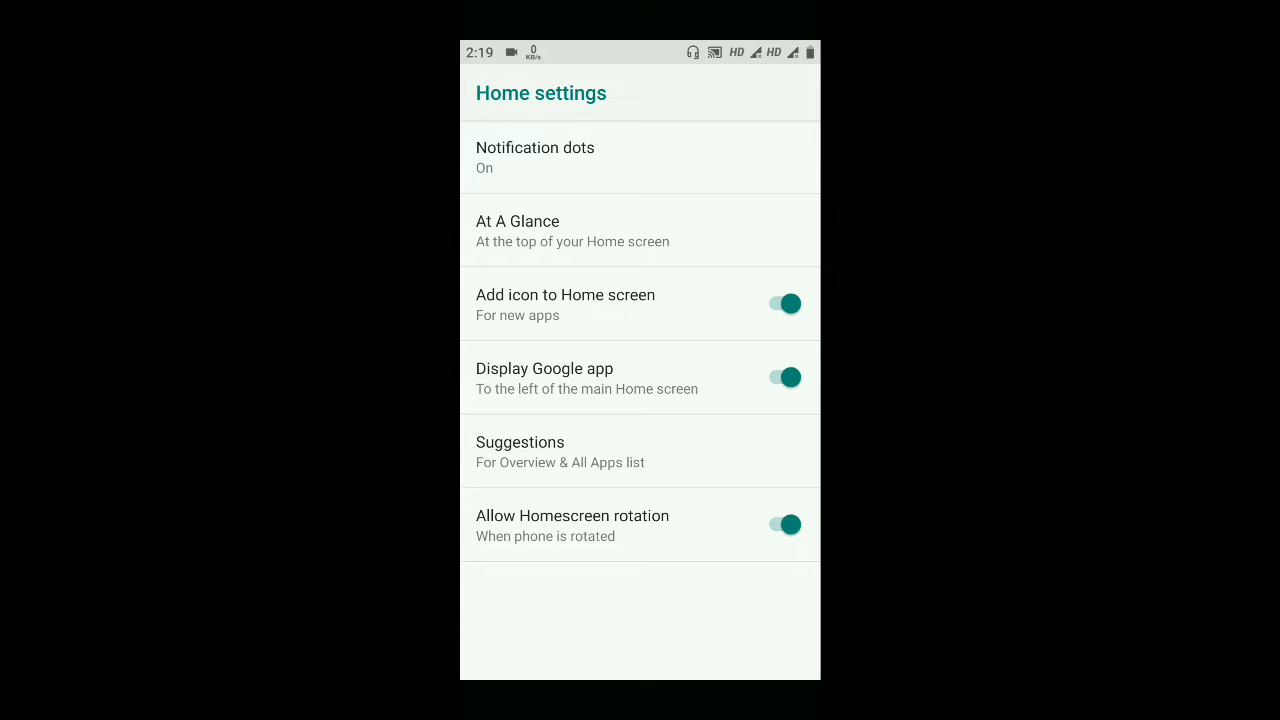 2:19 0 KB/s HD HD
Home settings
Notification dots
On
At A Glance
At the top of your Home screen
Add icon to Home screen
For new apps
Display Google app
To the left of the main Home screen
Suggestions
For Overview & All Apps list
Allow Homescreen rotation
When phone is rotated